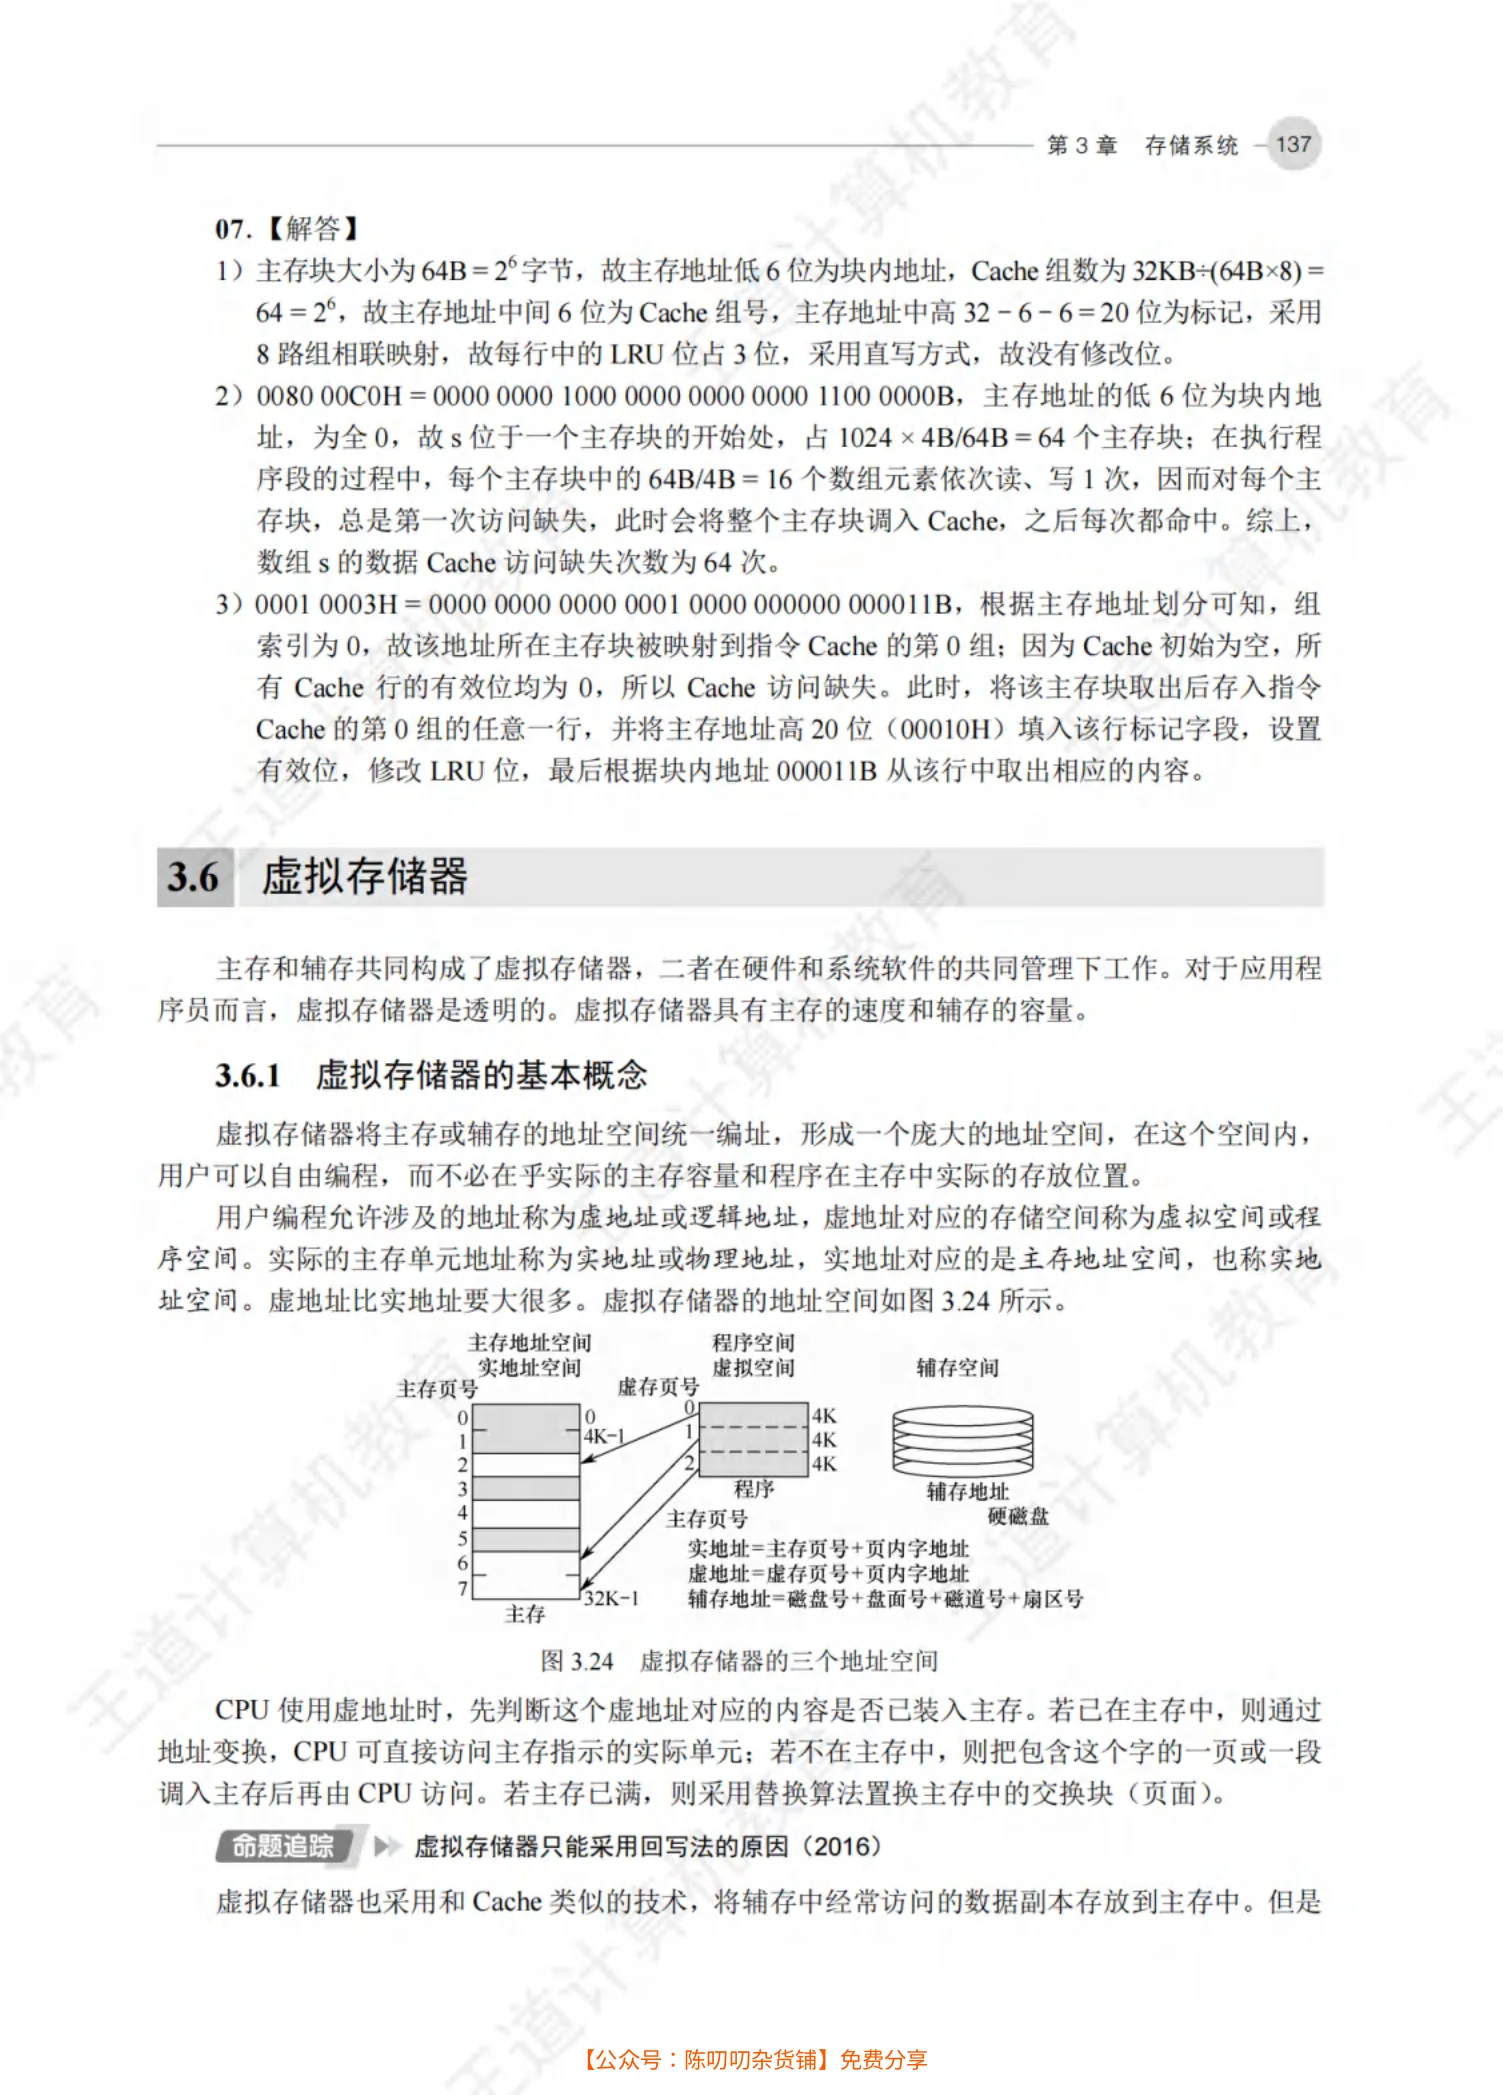 第 3 章 存储系统 137
07.【解答】
1）主存块大小为 64B = 2⁶ 字节，故主存地址低 6 位为块内地址，Cache 组数为 32KB÷(64B×8) =
64 = 2⁶，故主存地址中间 6 位为 Cache 组号，主存地址中高 32 − 6 − 6 = 20 位为标记，采用
8 路组相联映射，故每行中的 LRU 位占 3 位，采用直写方式，故没有修改位。
2）0080 00C0H = 0000 0000 1000 0000 0000 0000 1100 0000B，主存地址的低 6 位为块内地
址，为全 0，故 s 位于一个主存块的开始处，占 1024 × 4B/64B = 64 个主存块；在执行程
序段的过程中，每个主存块中的 64B/4B = 16 个数组元素依次读、写 1 次，因而对每个主
存块，总是第一次访问缺失，此时会将整个主存块调入 Cache，之后每次都命中。综上，
数组 s 的数据 Cache 访问缺失次数为 64 次。
3）0001 0003H = 0000 0000 0000 0001 0000 000000 000011B，根据主存地址划分可知，组
索引为 0，故该地址所在主存块被映射到指令 Cache 的第 0 组；因为 Cache 初始为空，所
有 Cache 行的有效位均为 0，所以 Cache 访问缺失。此时，将该主存块取出后存入指令
Cache 的第 0 组的任意一行，并将主存地址高 20 位（00010H）填入该行标记字段，设置
有效位，修改 LRU 位，最后根据块内地址 000011B 从该行中取出相应的内容。
3.6 虚拟存储器
主存和辅存共同构成了虚拟存储器，二者在硬件和系统软件的共同管理下工作。对于应用程
序员而言，虚拟存储器是透明的。虚拟存储器具有主存的速度和辅存的容量。
3.6.1 虚拟存储器的基本概念
虚拟存储器将主存或辅存的地址空间统一编址，形成一个庞大的地址空间，在这个空间内，
用户可以自由编程，而不必在乎实际的主存容量和程序在主存中实际的存放位置。
用户编程允许涉及的地址称为虚地址或逻辑地址，虚地址对应的存储空间称为虚拟空间或程
序空间。实际的主存单元地址称为实地址或物理地址，实地址对应的是主存地址空间，也称实地
址空间。虚地址比实地址要大很多。虚拟存储器的地址空间如图 3.24 所示。
主存地址空间 程序空间
实地址空间 虚拟空间 辅存空间
主存页号 虚存页号
0 0 0 4K
1 4K−1 1 4K
2 2 4K
3 程序 辅存地址
4 主存页号 硬磁盘
5 实地址=主存页号+页内字地址
6 虚地址=虚存页号+页内字地址
7 32K−1 辅存地址=磁盘号+盘面号+磁道号+扇区号
主存
图 3.24 虚拟存储器的三个地址空间
CPU 使用虚地址时，先判断这个虚地址对应的内容是否已装入主存。若已在主存中，则通过
地址变换，CPU 可直接访问主存指示的实际单元；若不在主存中，则把包含这个字的一页或一段
调入主存后再由 CPU 访问。若主存已满，则采用替换算法置换主存中的交换块（页面）。
命题追踪 虚拟存储器只能采用回写法的原因（2016）
虚拟存储器也采用和 Cache 类似的技术，将辅存中经常访问的数据副本存放到主存中。但是
【公众号：陈叨叨杂货铺】免费分享
王道计算机教育